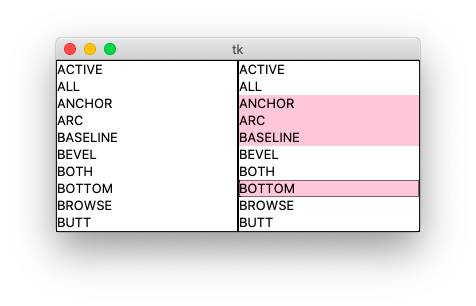 tk
ACTIVE
ALL
ANCHOR
ARC
BASELINE
BEVEL
BOTH
BOTTOM
BROWSE
BUTT
ACTIVE
ALL
ANCHOR
ARC
BASELINE
BEVEL
BOTH
BOTTOM
BROWSE
BUTT